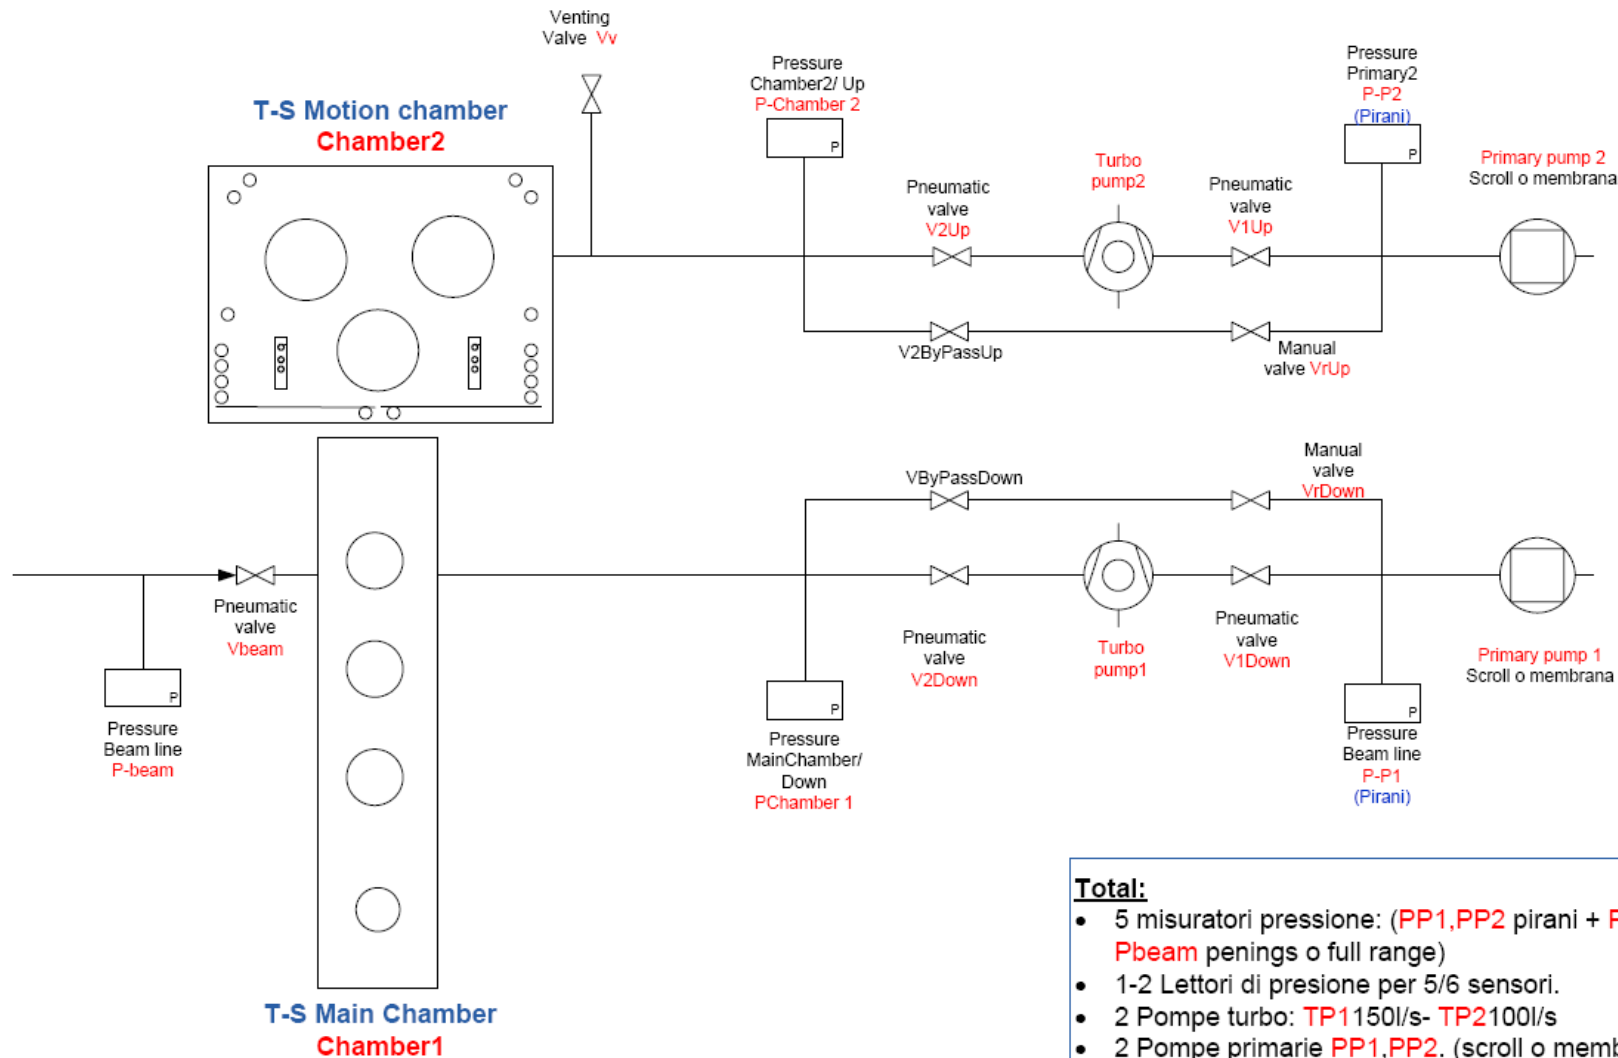 Venting
Valve Vv
Pressure
Chamber2/ Up
P-Chamber 2
P
Pressure
Primary2
P-P2
(Pirani)
P
T-S Motion chamber
Chamber2
Pneumatic
valve
V2Up
Turbo
pump2
Pneumatic
valve
V1Up
Primary pump 2
Scroll o membrana
V2ByPassUp
Manual
valve VrUp
VByPassDown
Manual
valve
VrDown
Pneumatic
valve
Vbeam
P
Pressure
Beam line
P-beam
Pneumatic
valve
V2Down
Turbo
pump1
Pneumatic
valve
V1Down
Primary pump 1
Scroll o membrana
P
Pressure
MainChamber/
Down
PChamber 1
P
Pressure
Beam line
P-P1
(Pirani)
T-S Main Chamber
Chamber1
Total:
• 5 misuratori pressione: (PP1,PP2 pirani +
Pbeam penings o full range)
• 1-2 Lettori di presione per 5/6 sensori.
• 2 Pompe turbo: TP1150l/s- TP2100l/s
• 2 Pompe primarie PP1,PP2. (scroll o